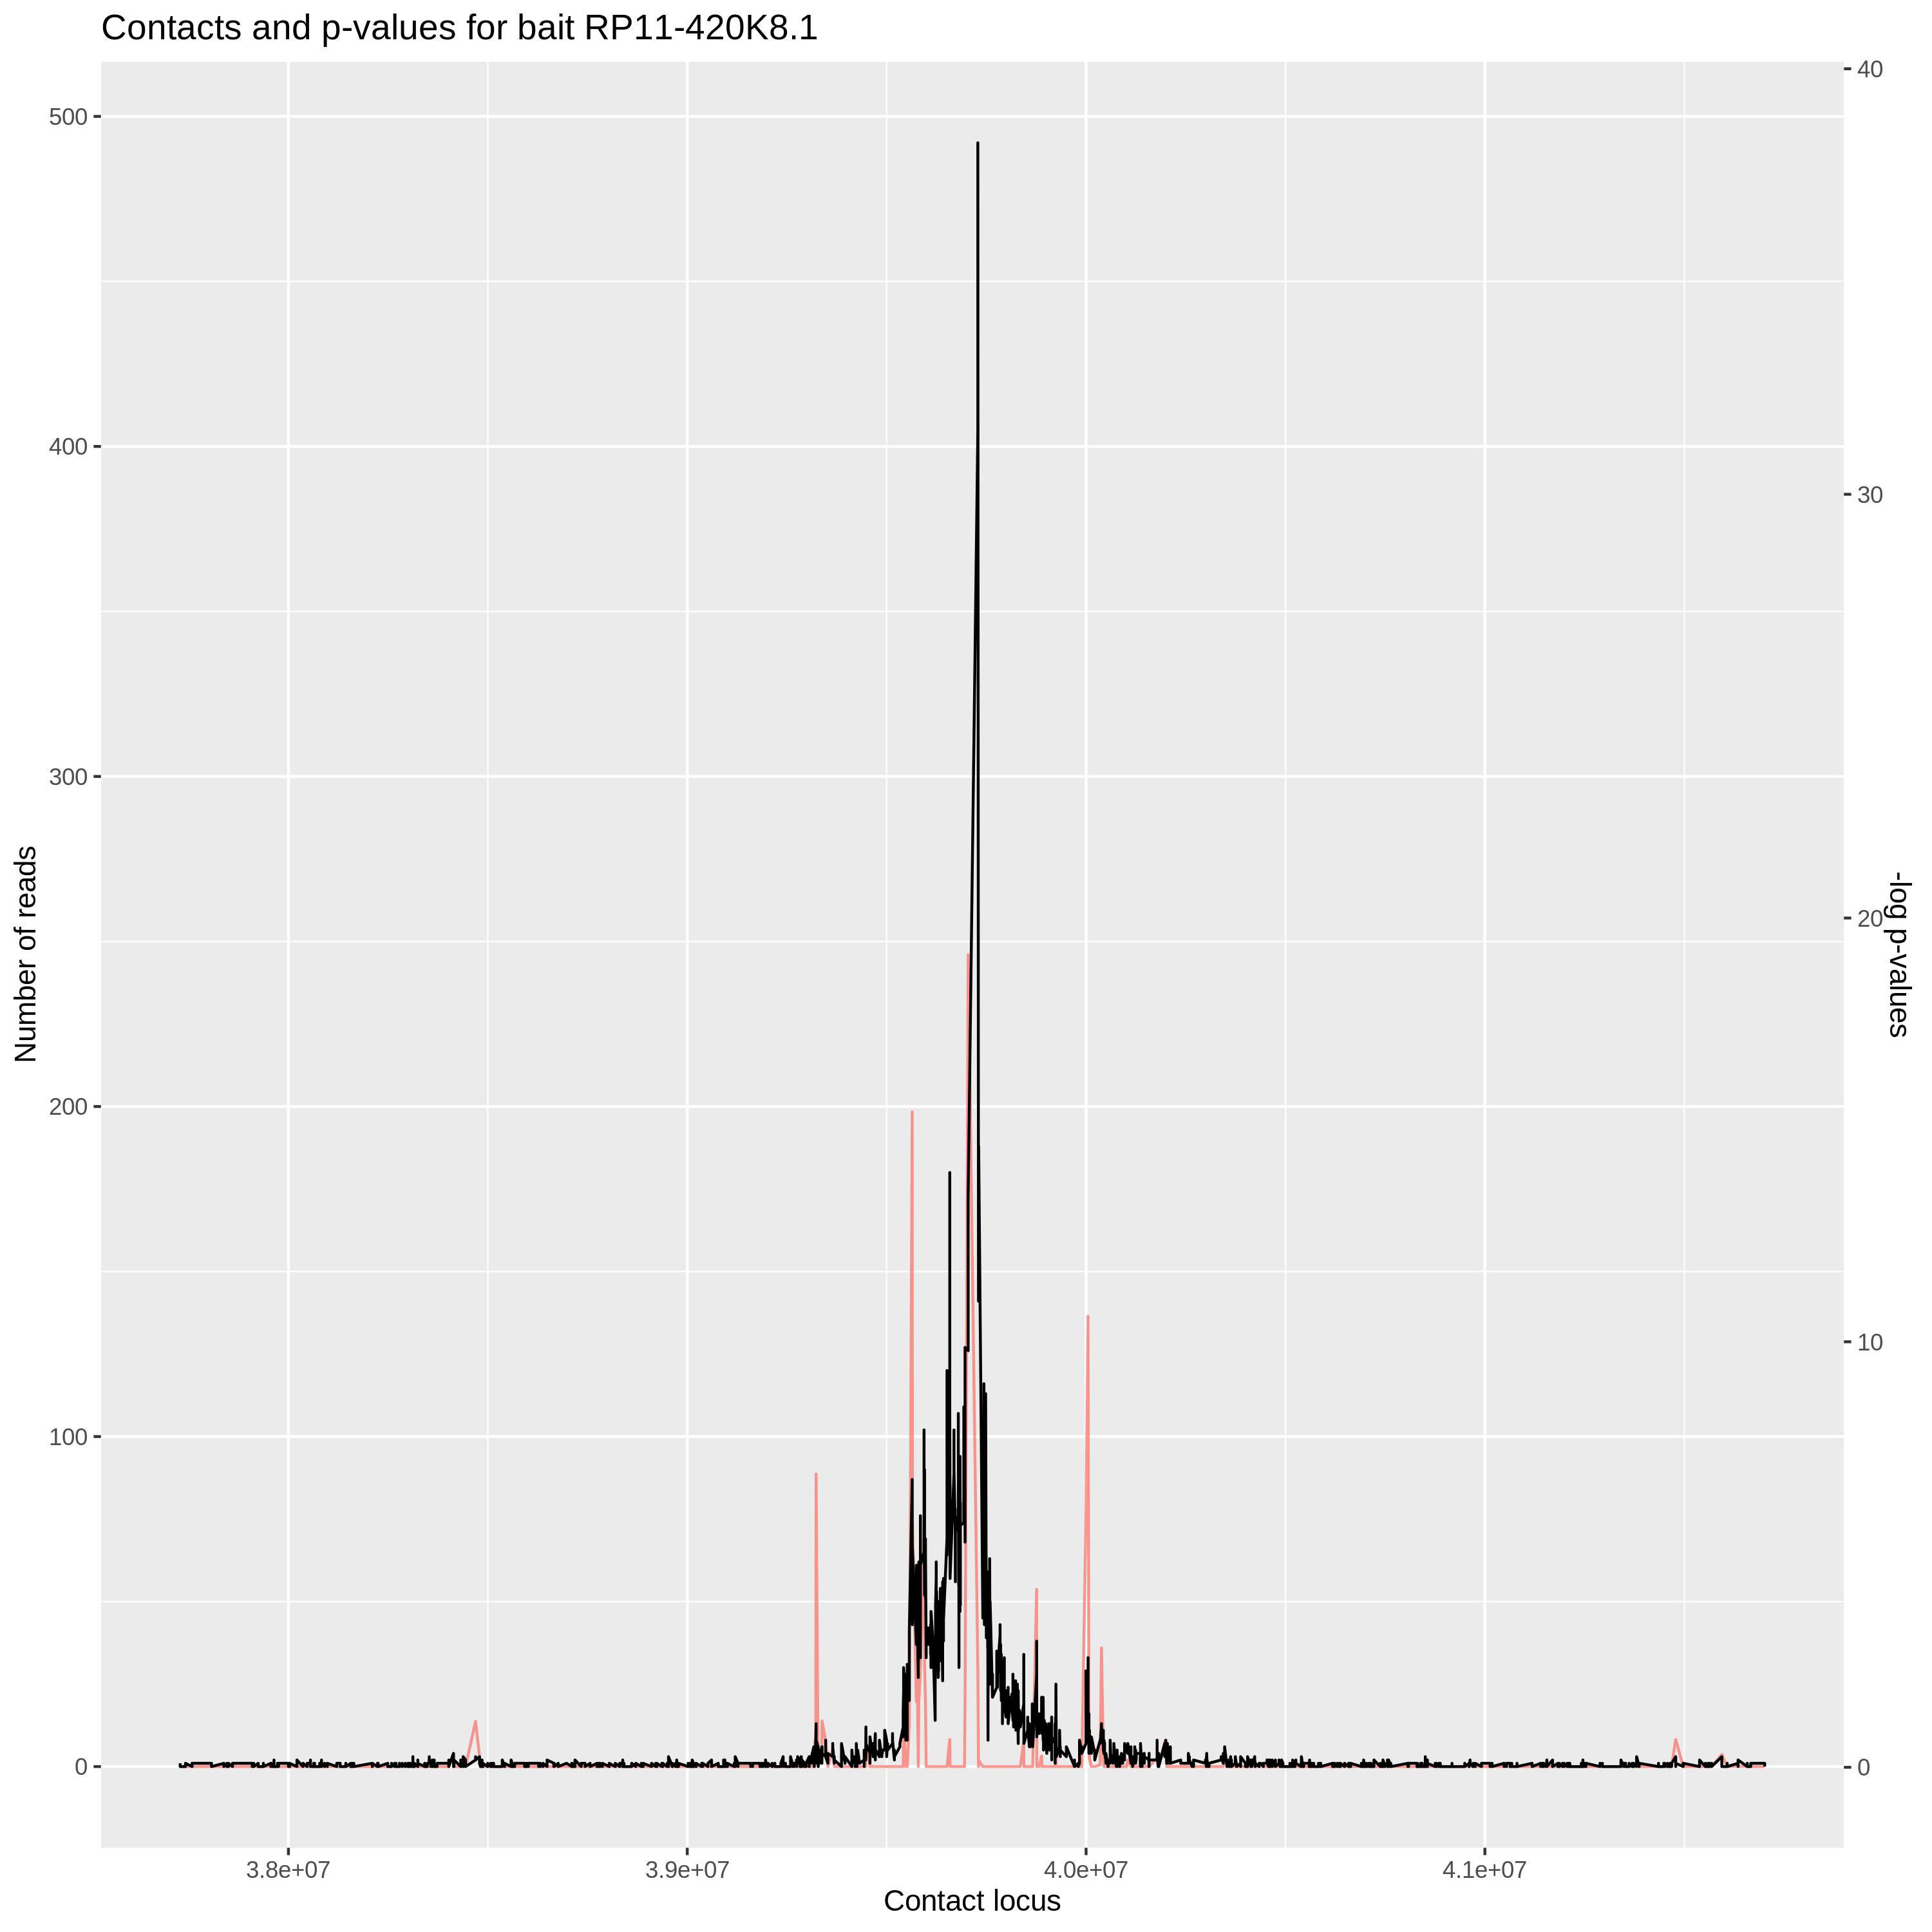 Contacts and p-values for bait RP11-420K8.1
500
400
300
200
100
0
Number of reads
40
30
20
10
0
-log p-values
3.8e+07
3.9e+07
4.0e+07
4.1e+07
Contact locus